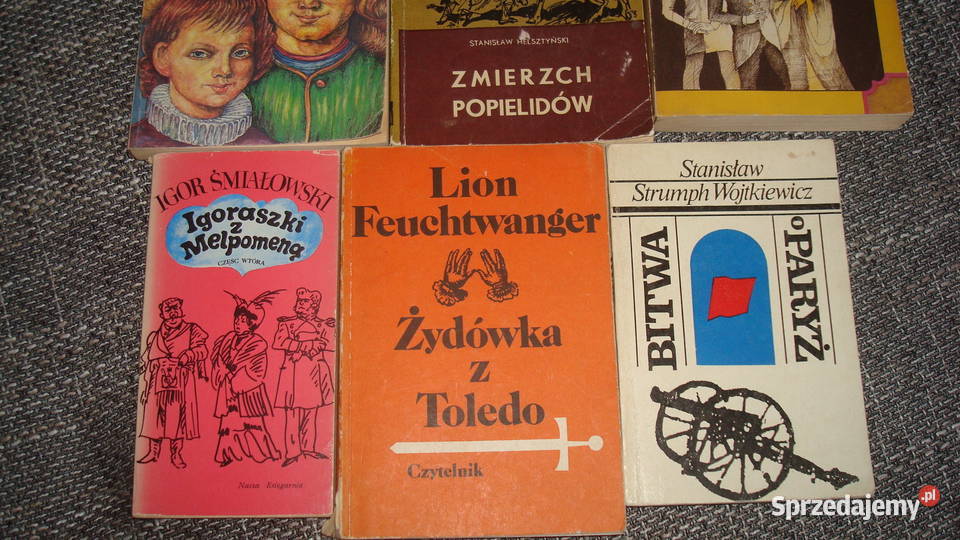 STANISŁAW HELSZTYŃSKI
ZMIERZCH
POPIELIDÓW
IGOR ŚMIAŁOWSKI
Igoraszki
z
Melpomeną
CZĘŚĆ WTÓRA
Nasza Księgarnia
Lion
Feuchtwanger
Żydówka
z
Toledo
Czytelnik
Stanisław
Strumph Wojtkiewicz
BITWA
o PARYŻ
Sprzedajemy.pl